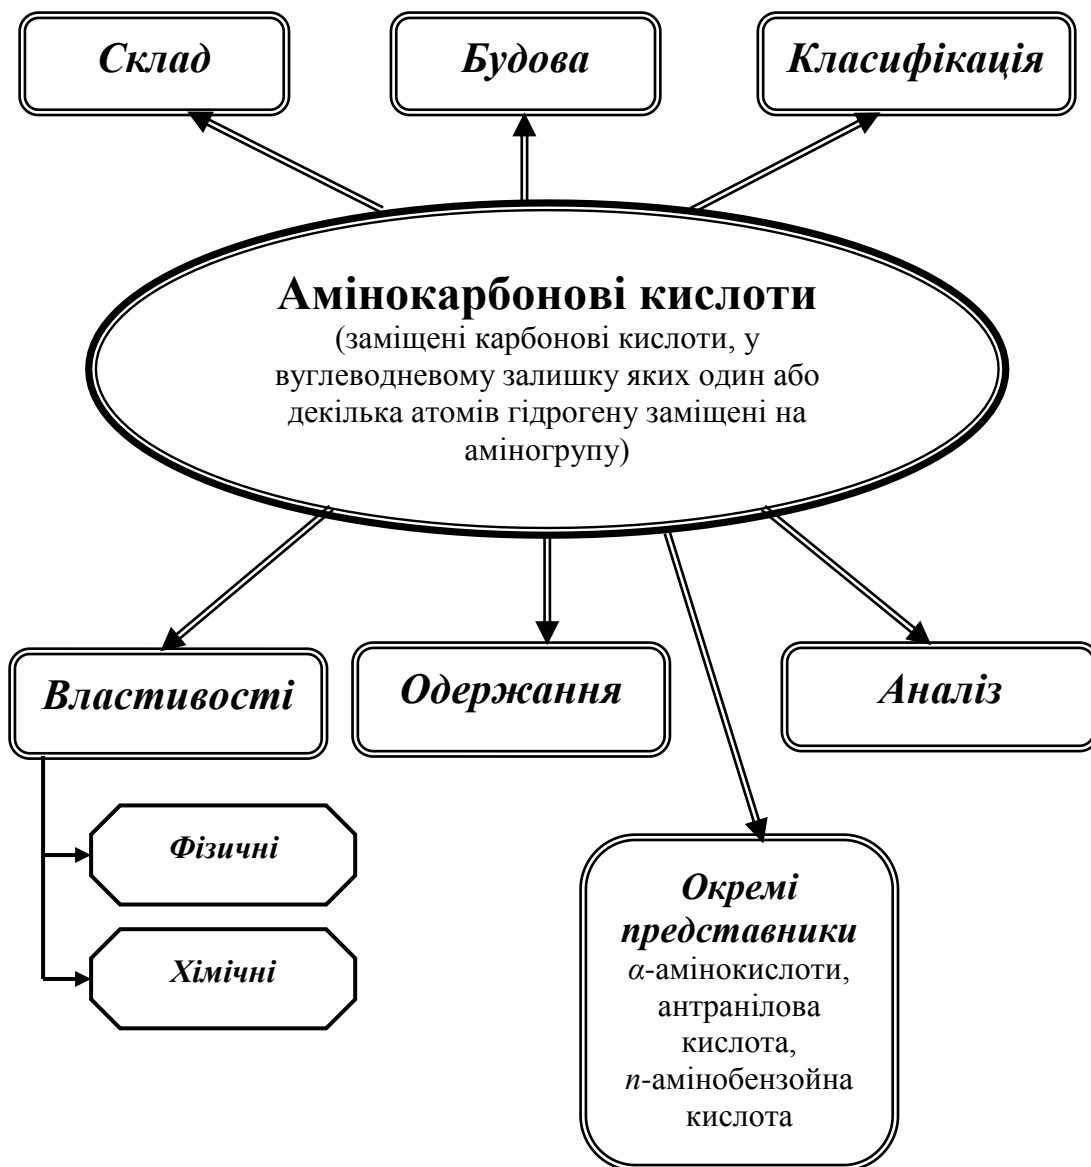 Склад
Будова
Класифікація
Амінокарбонові кислоти
(заміщені карбонові кислоти, у
вуглеводневому залишку яких один або
декілька атомів гідрогену заміщені на
аміногрупу)
Властивості
Одержання
Аналіз
Фізичні
Хімічні
Окремі
представники
α-амінокислоти,
антранілова
кислота,
п-амінобензойна
кислота